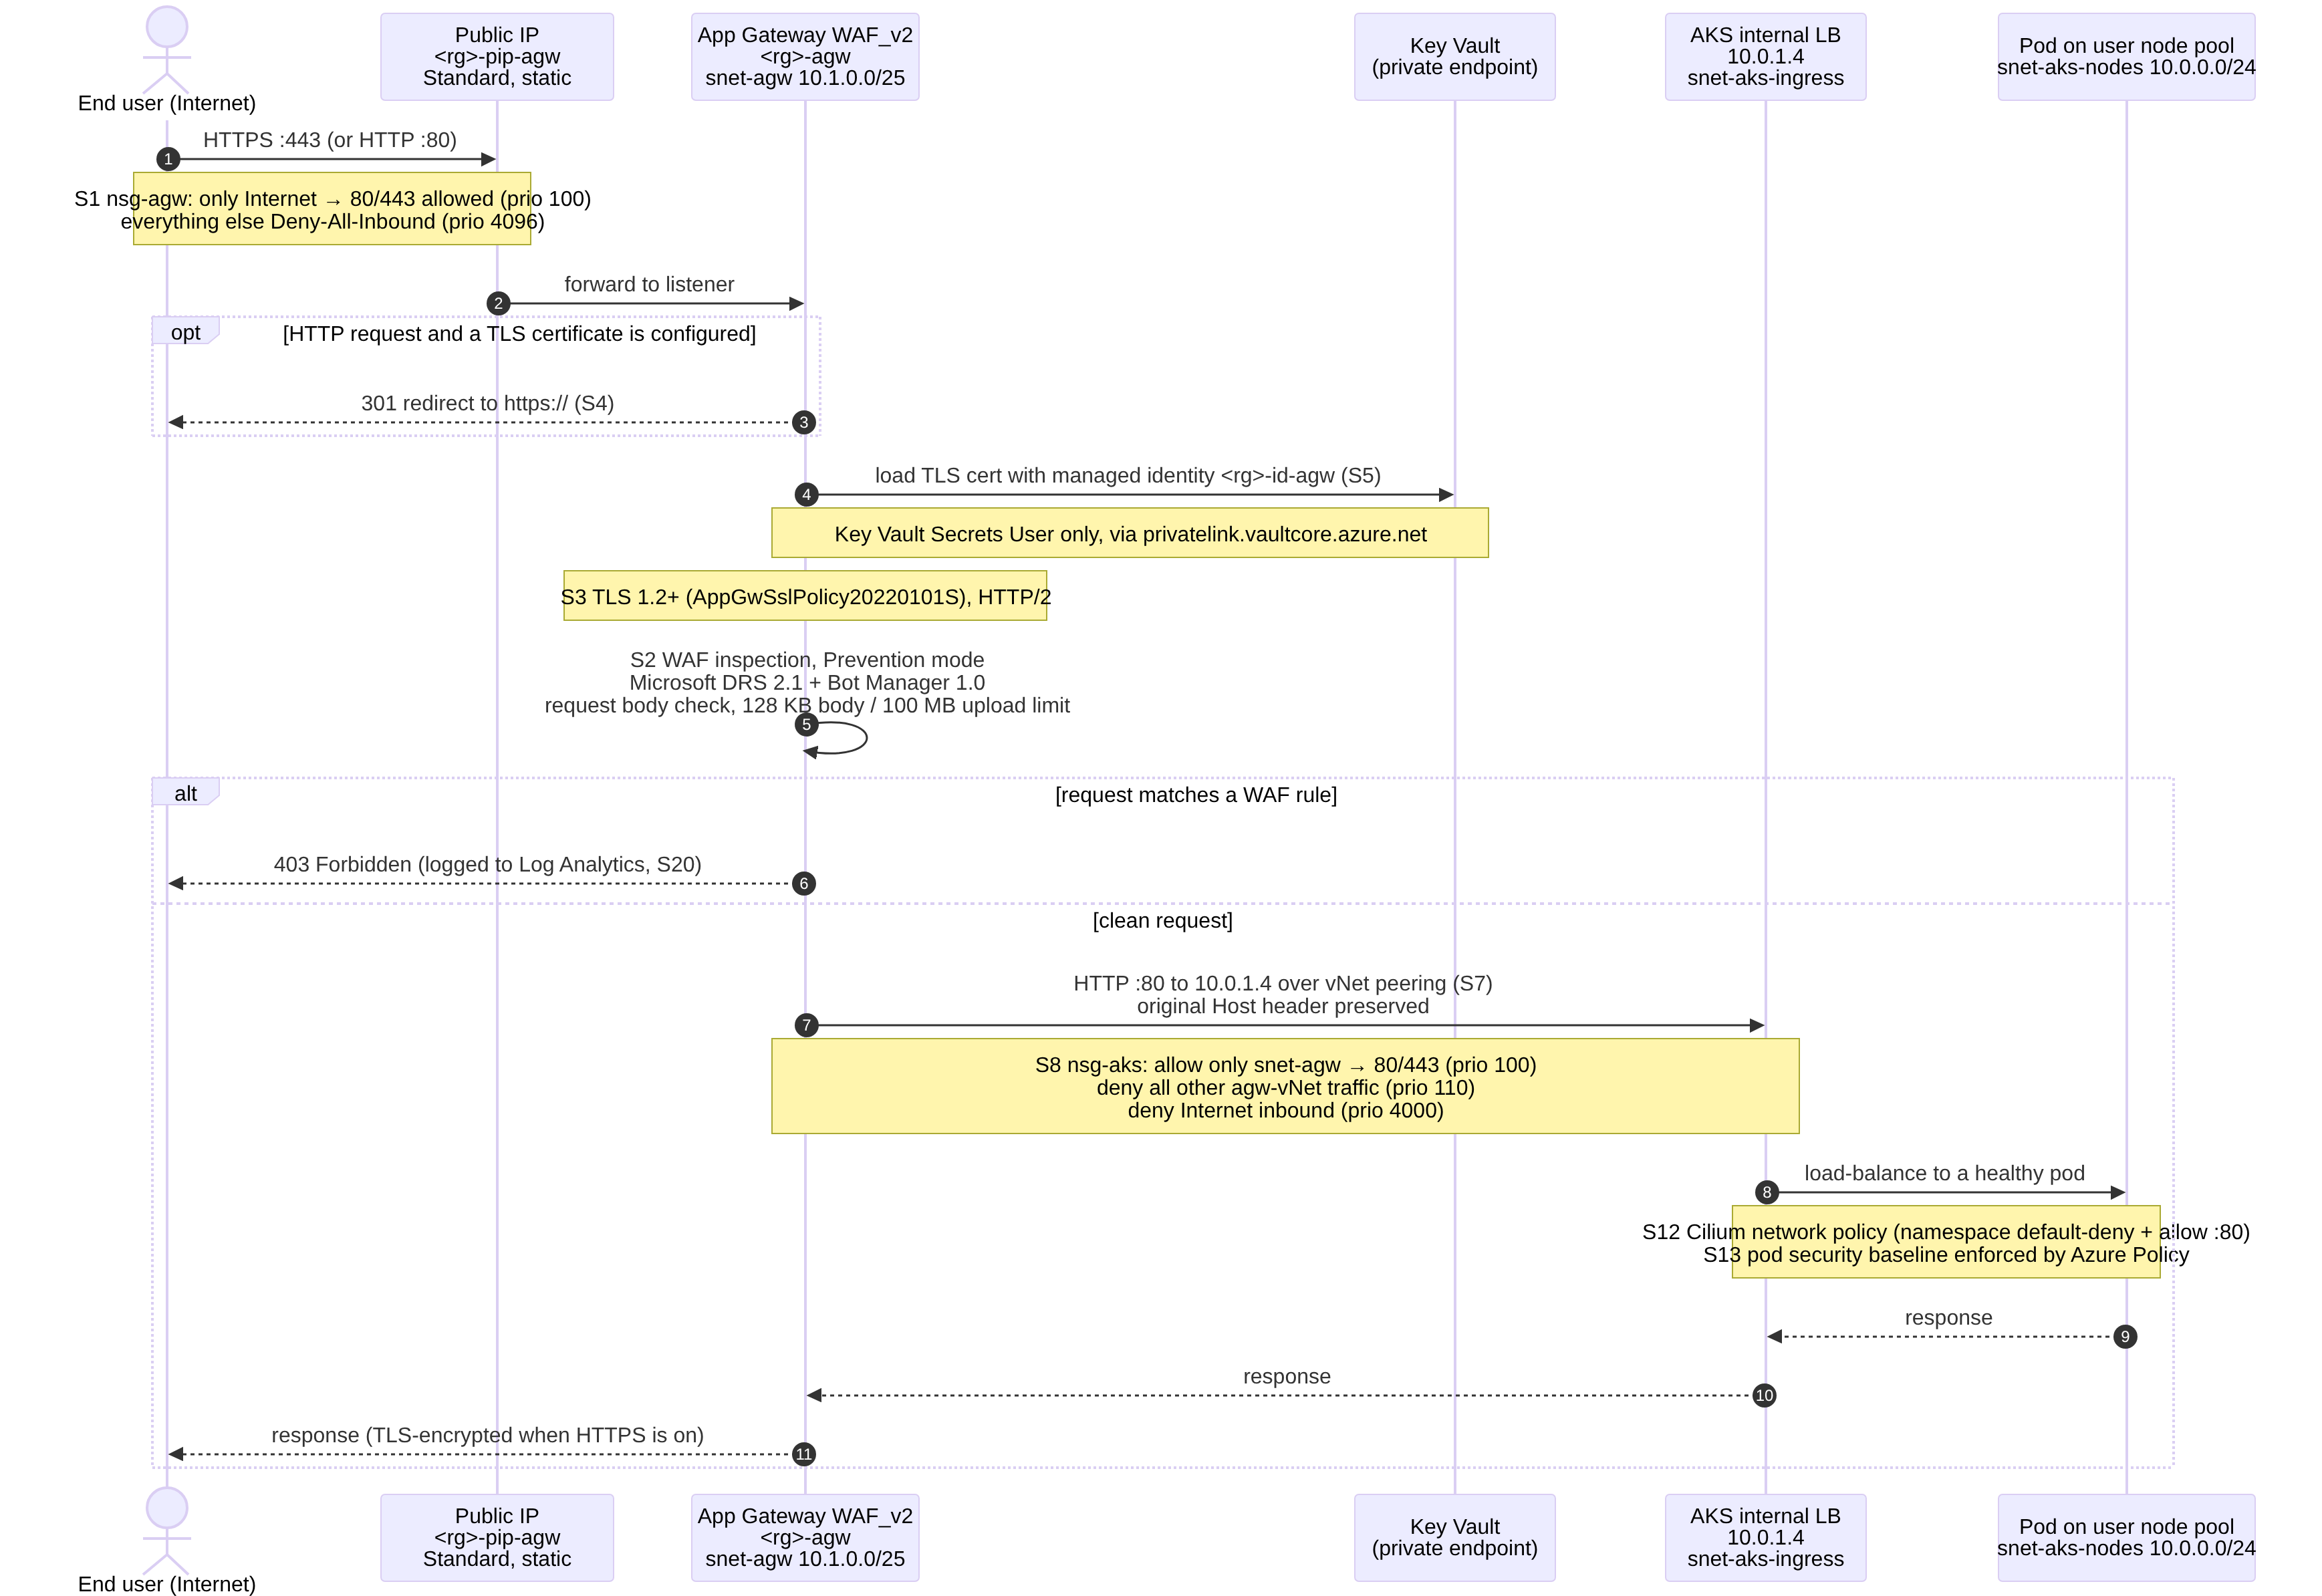 End user (Internet)
Public IP
<rg>-pip-agw
Standard, static
App Gateway WAF_v2
<rg>-agw
snet-agw 10.1.0.0/25
Key Vault
(private endpoint)
AKS internal LB
10.0.1.4
snet-aks-ingress
Pod on user node pool
snet-aks-nodes 10.0.0.0/24
HTTPS :443 (or HTTP :80)
1
S1 nsg-agw: only Internet → 80/443 allowed (prio 100)
everything else Deny-All-Inbound (prio 4096)
forward to listener
2
opt
[HTTP request and a TLS certificate is configured]
301 redirect to https:// (S4)
3
load TLS cert with managed identity <rg>-id-agw (S5)
4
Key Vault Secrets User only, via privatelink.vaultcore.azure.net
S3 TLS 1.2+ (AppGwSslPolicy20220101S), HTTP/2
S2 WAF inspection, Prevention mode
Microsoft DRS 2.1 + Bot Manager 1.0
request body check, 128 KB body / 100 MB upload limit
5
alt
[request matches a WAF rule]
403 Forbidden (logged to Log Analytics, S20)
6
[clean request]
HTTP :80 to 10.0.1.4 over vNet peering (S7)
original Host header preserved
7
S8 nsg-aks: allow only snet-agw → 80/443 (prio 100)
deny all other agw-vNet traffic (prio 110)
deny Internet inbound (prio 4000)
load-balance to a healthy pod
8
S12 Cilium network policy (namespace default-deny + allow :80)
S13 pod security baseline enforced by Azure Policy
response
9
response
10
response (TLS-encrypted when HTTPS is on)
11
End user (Internet)
Public IP
<rg>-pip-agw
Standard, static
App Gateway WAF_v2
<rg>-agw
snet-agw 10.1.0.0/25
Key Vault
(private endpoint)
AKS internal LB
10.0.1.4
snet-aks-ingress
Pod on user node pool
snet-aks-nodes 10.0.0.0/24